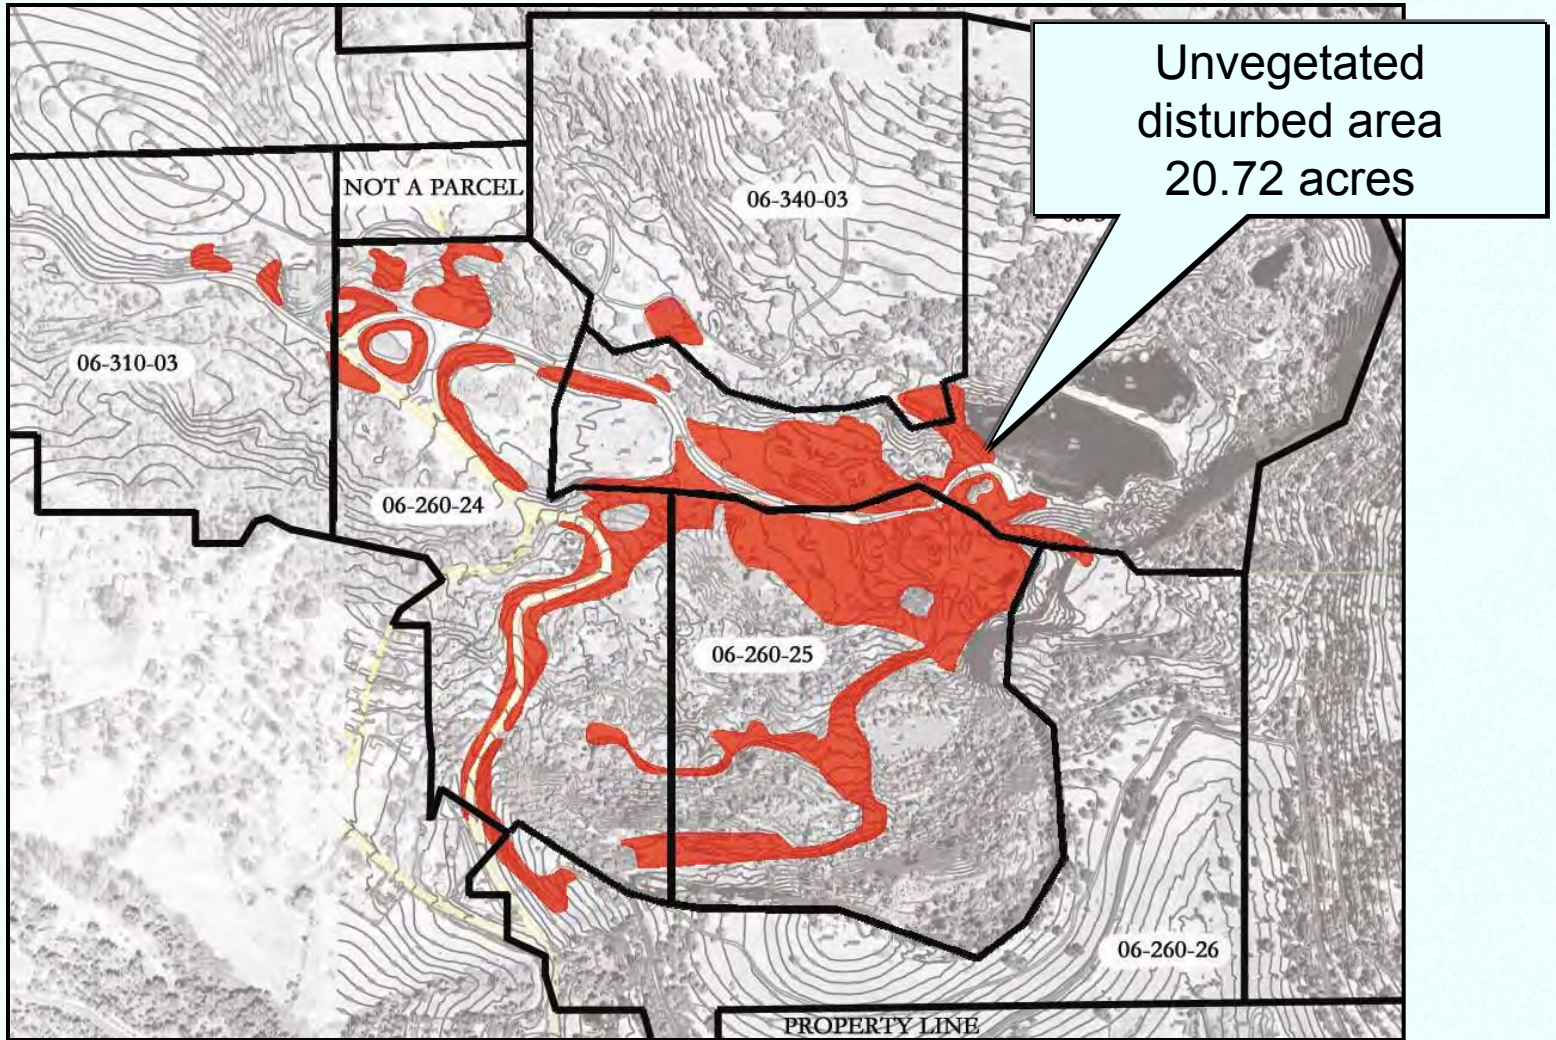 Unvegetated
disturbed area
20.72 acres
NOT A PARCEL
06-340-03
06-310-03
06-260-24
06-260-25
06-260-26
PROPERTY LINE